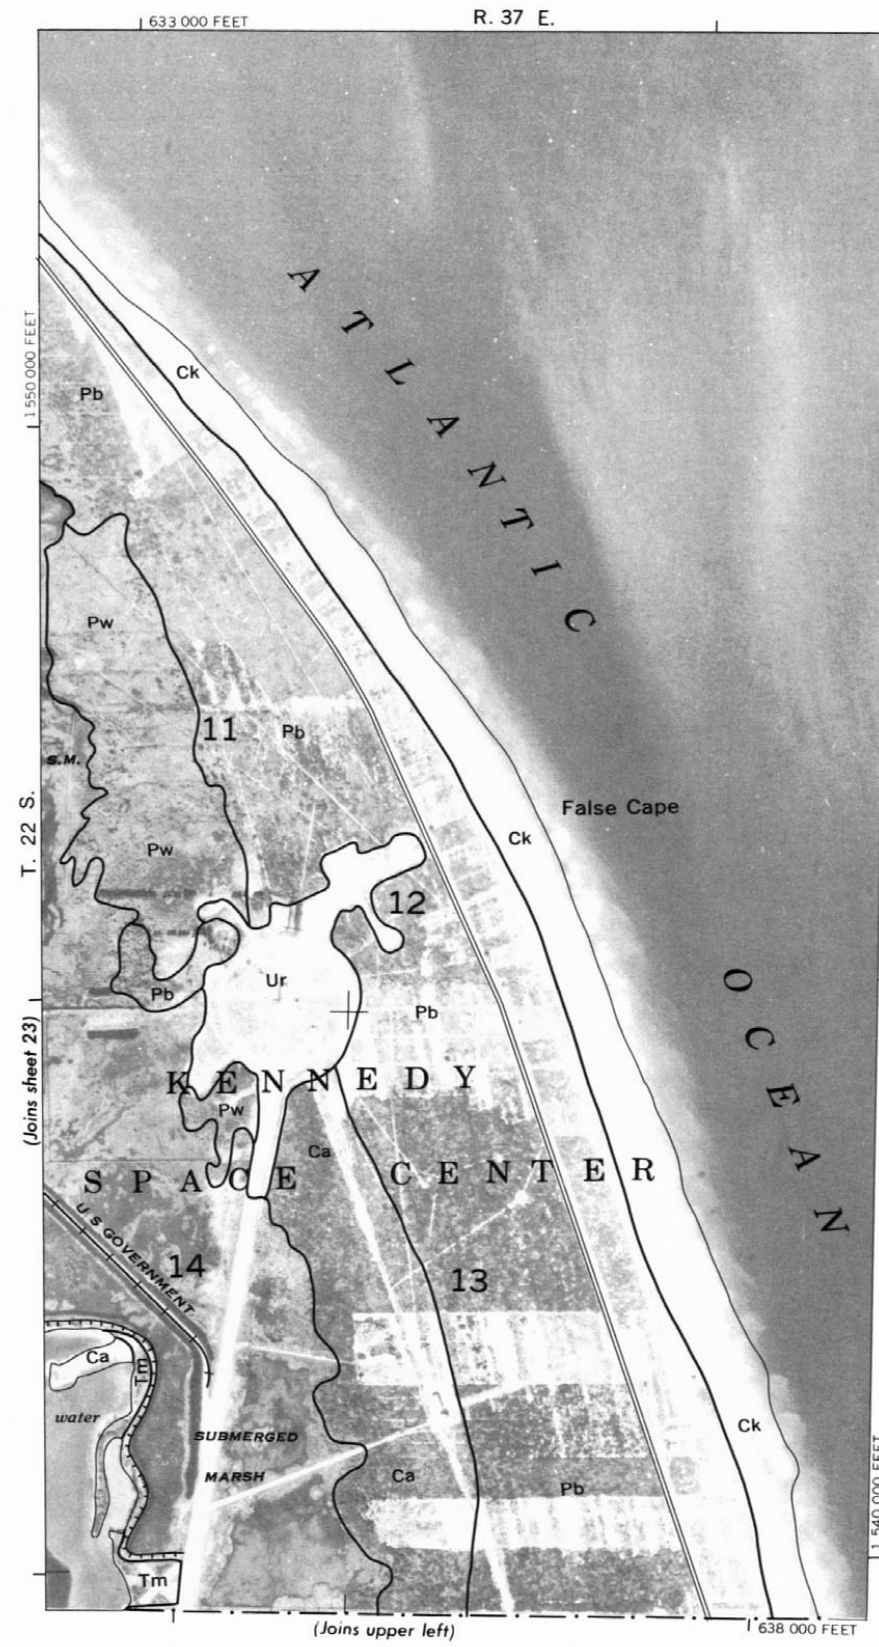 633 000 FEET
R. 37 E.
ATLANTIC
1 550 000 FEET
Ck
Pb
Pw
11
Pb
S.M.
T. 22 S.
False Cape
Ck
Pw
12
OCEAN
Ur
Pb
Pb
(Joins sheet 23)
KENNEDY
Pw
Ca
SPACE CENTER
U S GOVERNMENT
14
13
Ca
Tm
water
Ck
SUBMERGED
MARSH
Ca
Pb
1 540 000 FEET
Tm
(Joins upper left)
638 000 FEET